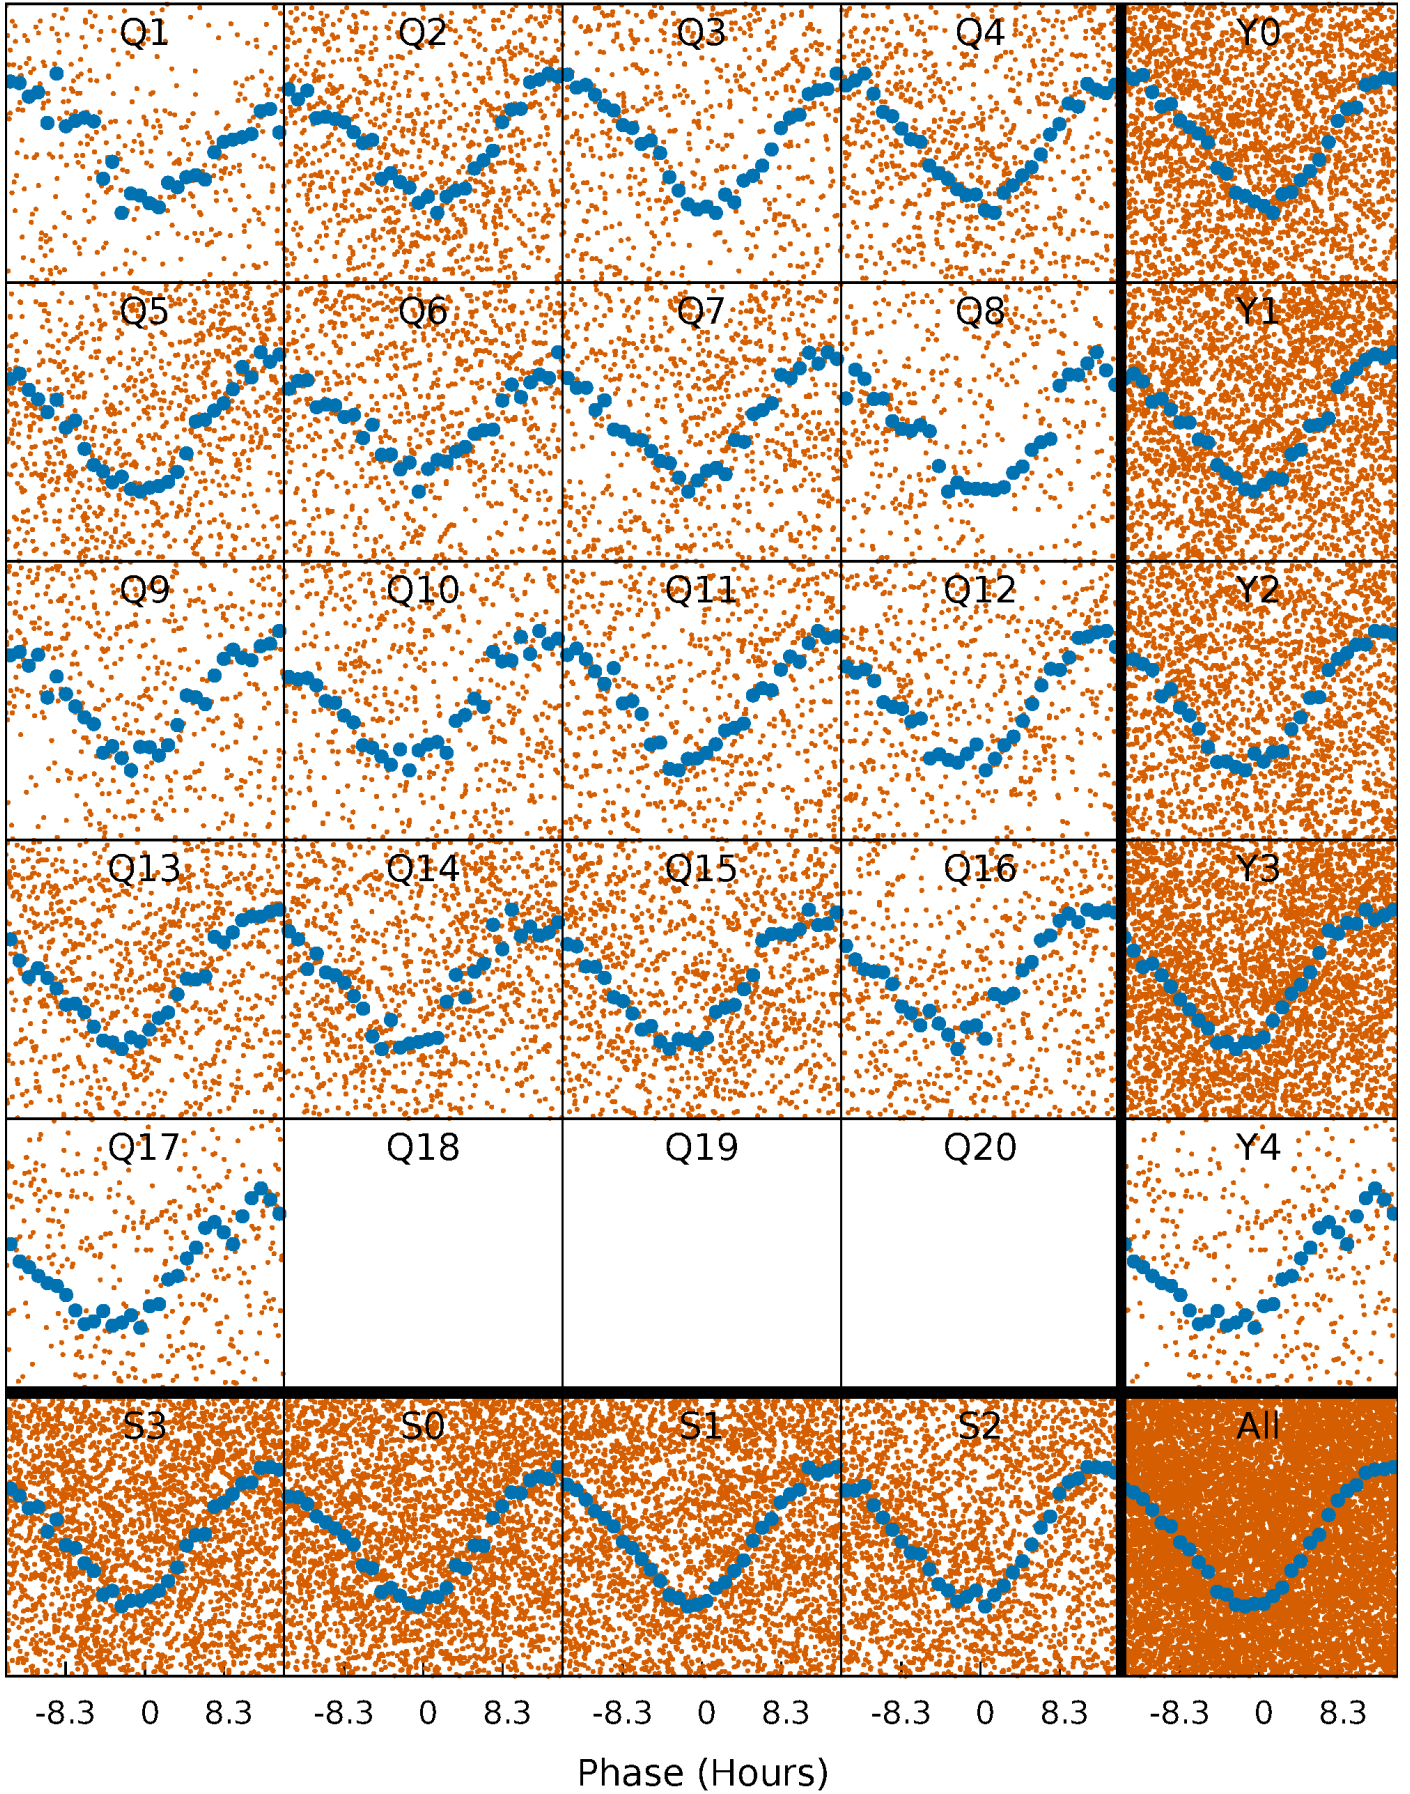 Q1 Q2 Q3 Q4 Y0
Q5 Q6 Q7 Q8 Y1
Q9 Q10 Q11 Q12 Y2
Q13 Q14 Q15 Q16 Y3
Q17 Q18 Q19 Q20 Y4
S3 S0 S1 S2 All
-8.3 0 8.3 -8.3 0 8.3 -8.3 0 8.3 -8.3 0 8.3 -8.3 0 8.3
Phase (Hours)